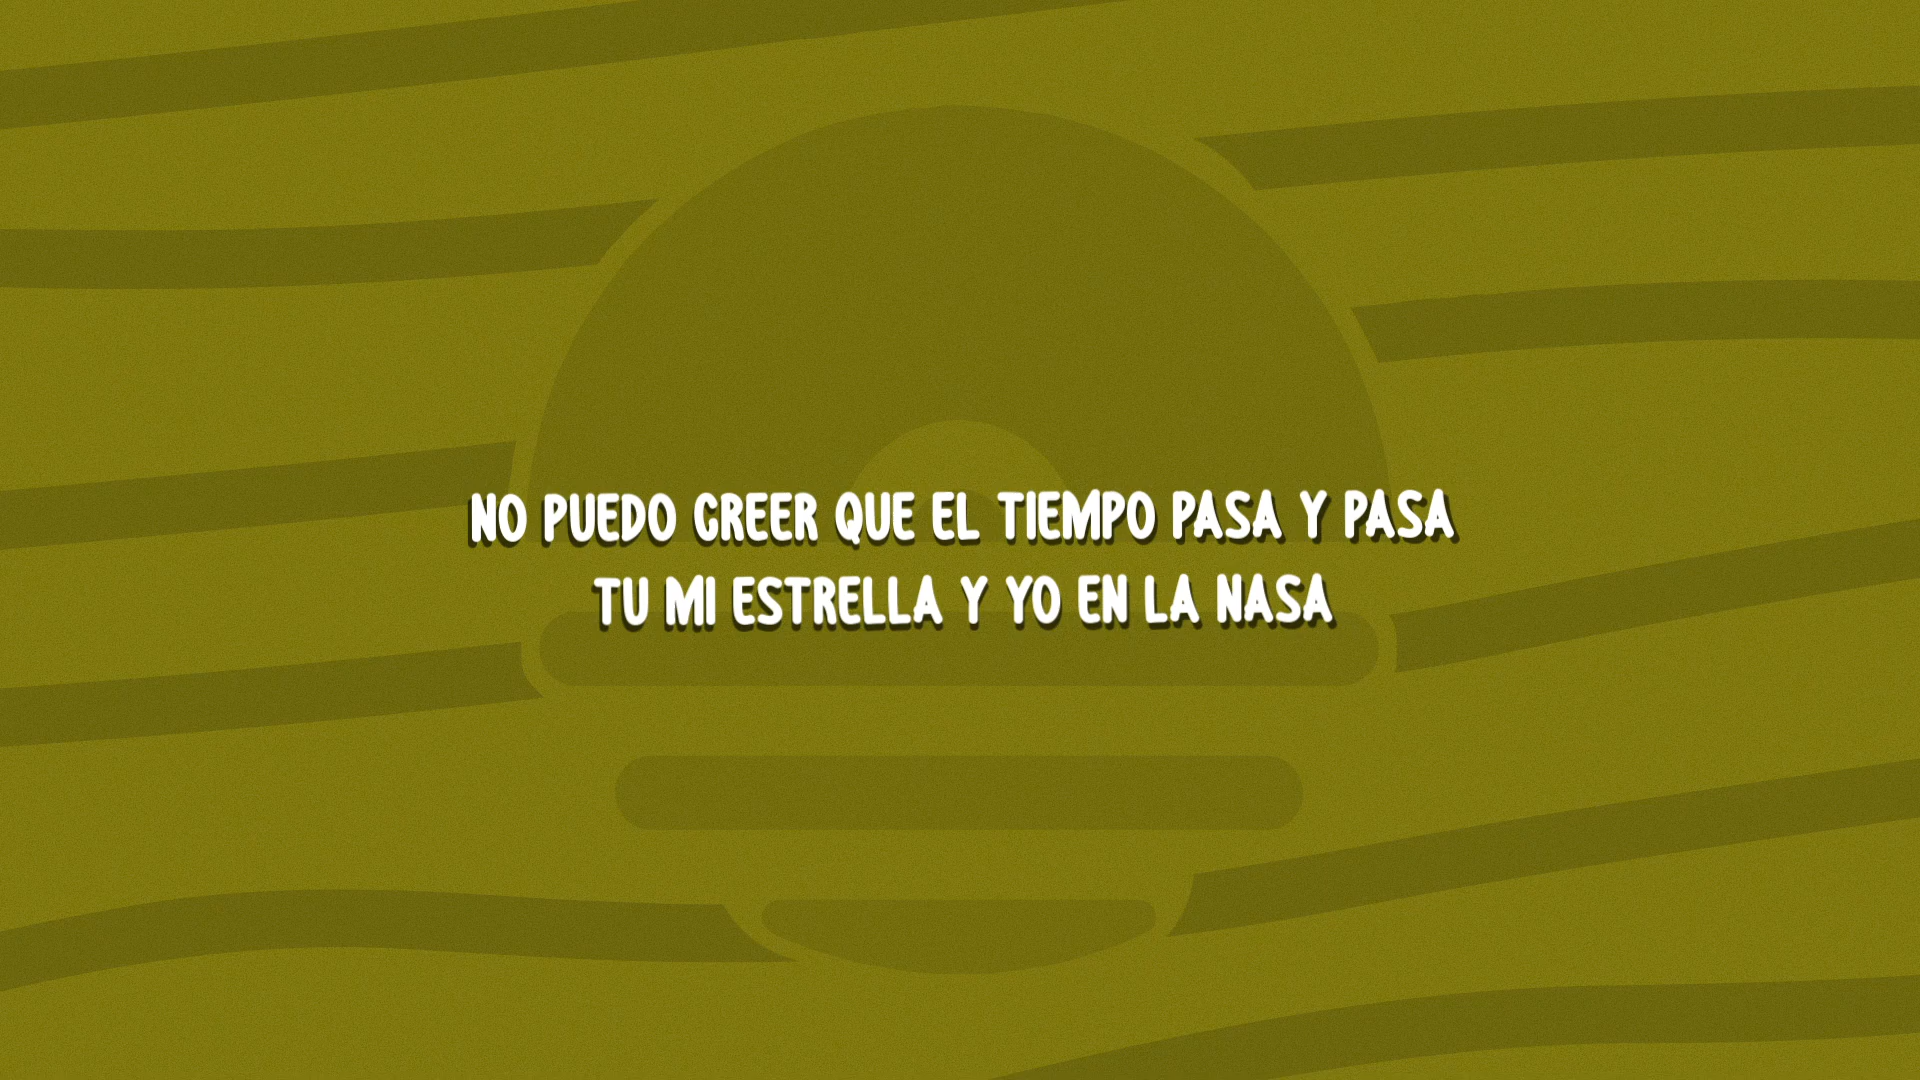 NO PUEDO CREER QUE EL TIEMPO PASA Y PASA
TU MI ESTRELLA Y YO EN LA NASA